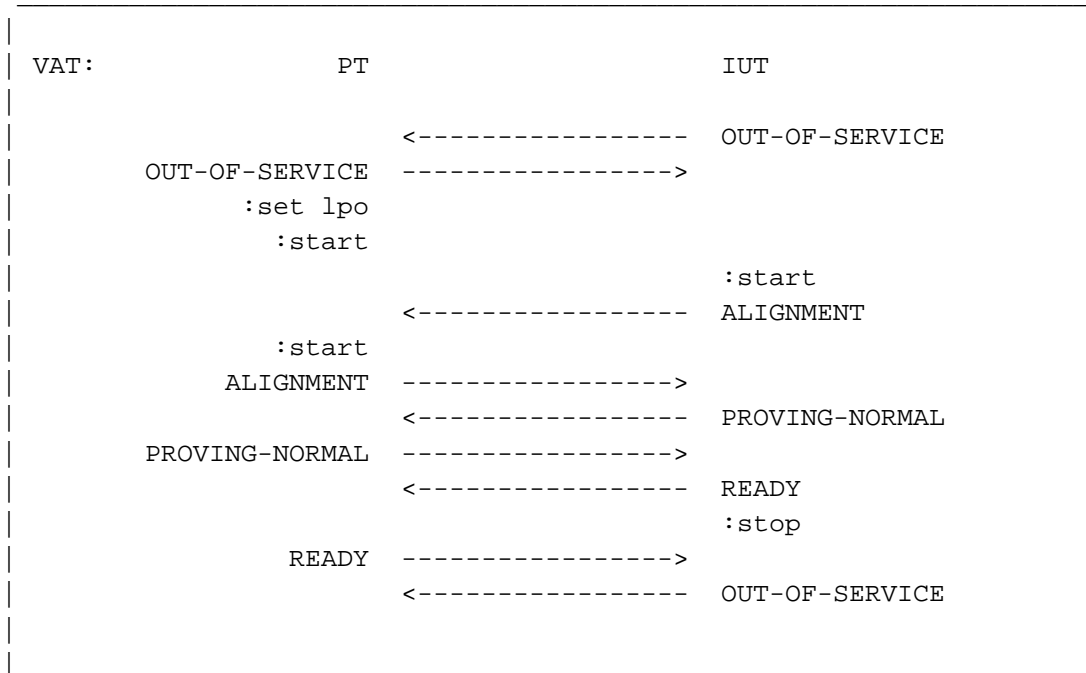 VAT: PT IUT
<----------------- OUT-OF-SERVICE
OUT-OF-SERVICE ----------------->
:set lpo
:start
:start
<----------------- ALIGNMENT
:start
ALIGNMENT ----------------->
<----------------- PROVING-NORMAL
PROVING-NORMAL ----------------->
<----------------- READY
:stop
READY ----------------->
<----------------- OUT-OF-SERVICE